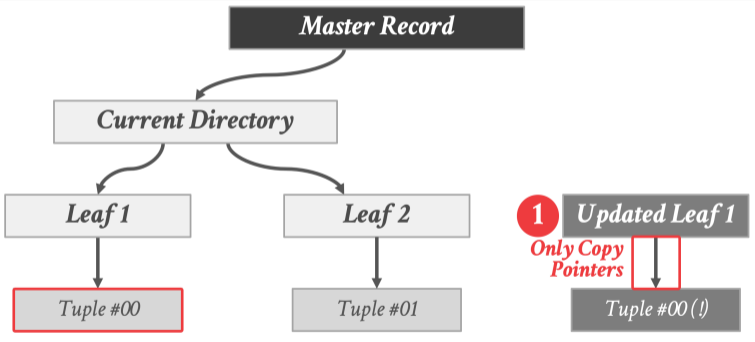 Master Record
Current Directory
Leaf 1
Leaf 2
1
Updated Leaf 1
Only Copy
Pointers
Tuple #00
Tuple #01
Tuple #00 (!)